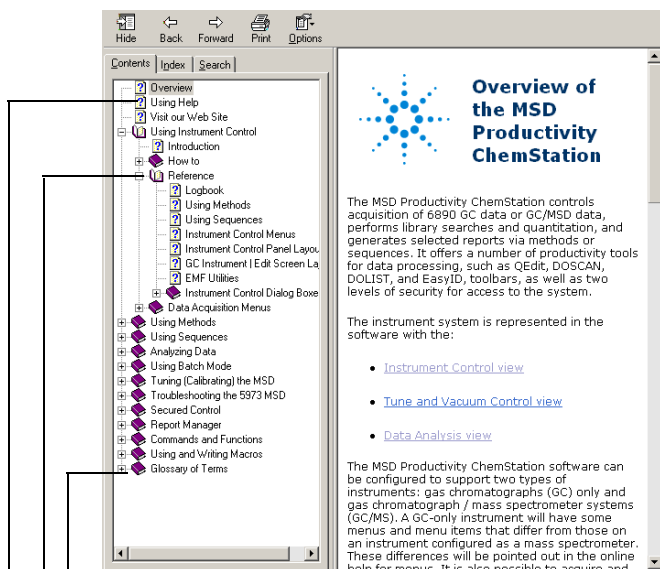 Hide Back Forward Print Options
Contents Index Search
Overview
Using Help
Visit our Web Site
Using Instrument Control
Introduction
How to
Reference
Logbook
Using Methods
Using Sequences
Instrument Control Menus
Instrument Control Panel Layou
GC Instrument | Edit Screen La
EMF Utilities
Instrument Control Dialog Boxe
Data Acquisition Menus
Using Methods
Using Sequences
Analyzing Data
Using Batch Mode
Tuning (Calibrating) the MSD
Troubleshooting the 5973 MSD
Secured Control
Report Manager
Commands and Functions
Using and Writing Macros
Glossary of Terms
Overview of
the MSD
Productivity
ChemStation
The MSD Productivity ChemStation controls
acquisition of 6890 GC data or GC/MSD data,
performs library searches and quantitation, and
generates selected reports via methods or
sequences. It offers a number of productivity tools
for data processing, such as QEdit, DOSCAN,
DOLIST, and EasyID, toolbars, as well as two
levels of security for access to the system.
The instrument system is represented in the
software with the:
• Instrument Control view
• Tune and Vacuum Control view
• Data Analysis view
The MSD Productivity ChemStation software can
be configured to support two types of
instruments: gas chromatographs (GC) only and
gas chromatograph / mass spectrometer systems
(GC/MS). A GC-only instrument will have some
menus and menu items that differ from those on
an instrument configured as a mass spectrometer.
These differences will be pointed out in the online
help for menus. It is also possible to acquire and